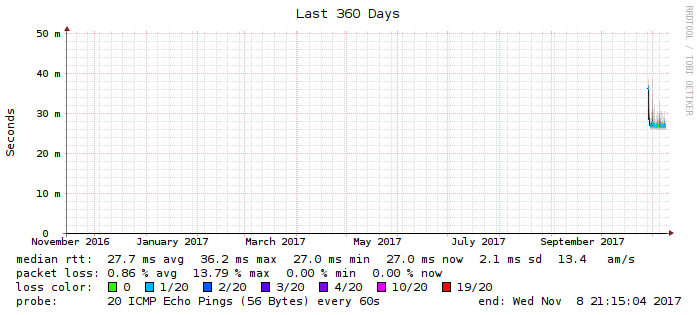 Last 360 Days
RRDTOOL / TOBI OETIKER
50 m
40 m
30 m
20 m
10 m
0
Seconds
November 2016 January 2017 March 2017 May 2017 July 2017 September 2017
median rtt: 27.7 ms avg 36.2 ms max 27.0 ms min 27.0 ms now 2.1 ms sd 13.4 am/s
packet loss: 0.86 % avg 13.79 % max 0.00 % min 0.00 % now
loss color: 0 1/20 2/20 3/20 4/20 10/20 19/20
probe: 20 ICMP Echo Pings (56 Bytes) every 60s end: Wed Nov 8 21:15:04 2017